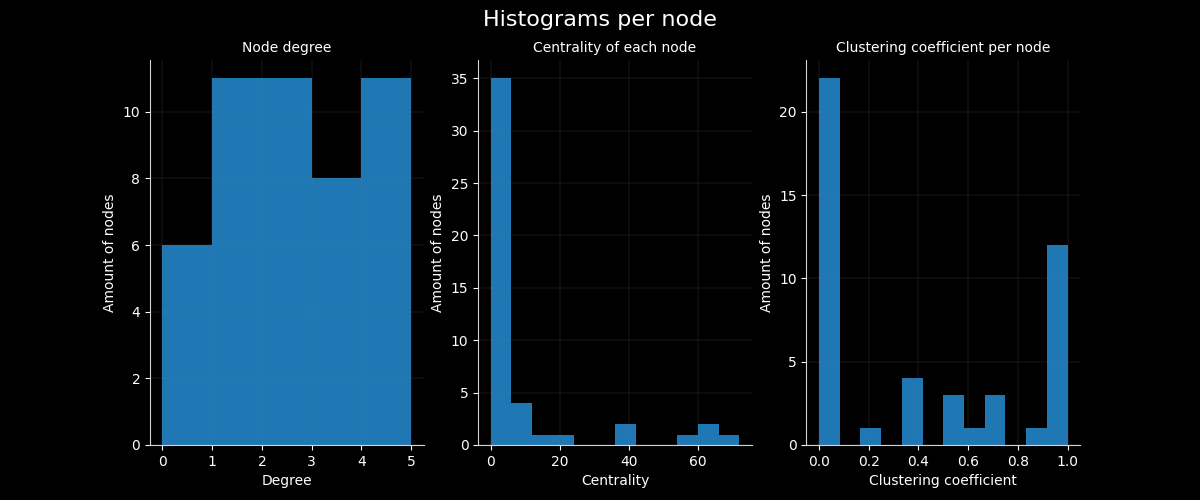 Histograms per node
Node degree
Amount of nodes
10
8
6
4
2
0
0 1 2 3 4 5
Degree
Centrality of each node
Amount of nodes
35
30
25
20
15
10
5
0
0 20 40 60
Centrality
Clustering coefficient per node
Amount of nodes
20
15
10
5
0
0.0 0.2 0.4 0.6 0.8 1.0
Clustering coefficient